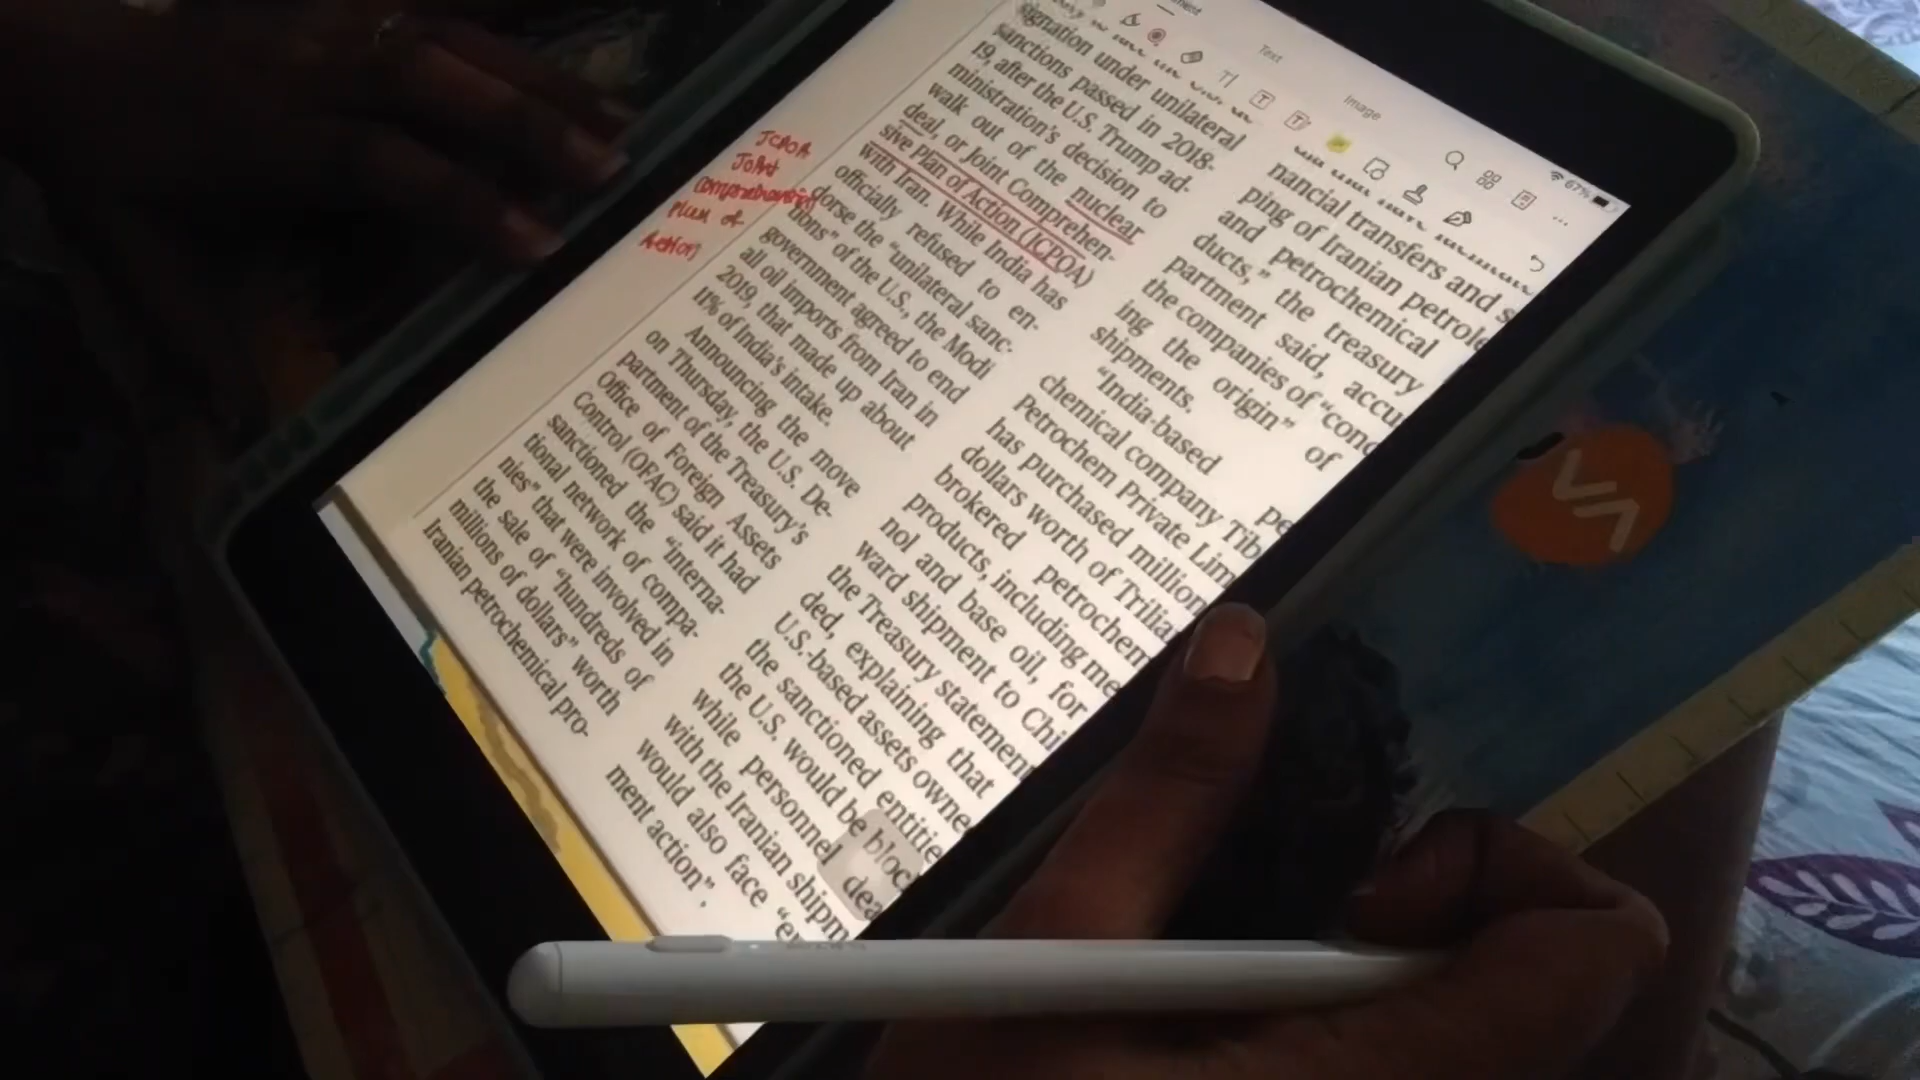 Text
Image
67%
signation under unilateral
sanctions passed in 2018-
19, after the U.S. Trump ad-
ministration's decision to
walk out of the nuclear
deal, or Joint Comprehen-
sive Plan of Action (JCPOA)
with Iran. While India has
officially refused to en-
dorse the "unilateral sanc-
tions" of the U.S., the Modi
government agreed to end
all oil imports from Iran in
2019, that made up about
11% of India's intake.
Announcing the move
on Thursday, the U.S. De-
partment of the Treasury's
Office of Foreign Assets
Control (OFAC) said it had
sanctioned the "interna-
tional network of compa-
nies" that were involved in
the sale of "hundreds of
millions of dollars" worth
Iranian petrochemical pro-
JCPOA
Joint
Plan of
Action
nancial transfers and s
ping of Iranian petrole
and petrochemical
ducts," the treasury
partment said, accu
the companies of "conc
ing the origin" of
shipments.
"India-based pe
chemical company Tib
Petrochem Private Lim
has purchased million
dollars worth of Trilia
brokered petrochem
products, including me
nol and base oil, for
ward shipment to Chi
the Treasury statement
ded, explaining that
U.S.-based assets owne
the sanctioned entitie
the U.S. would be bloc
while personnel dea
with the Iranian shipm
would also face "en
ment action".